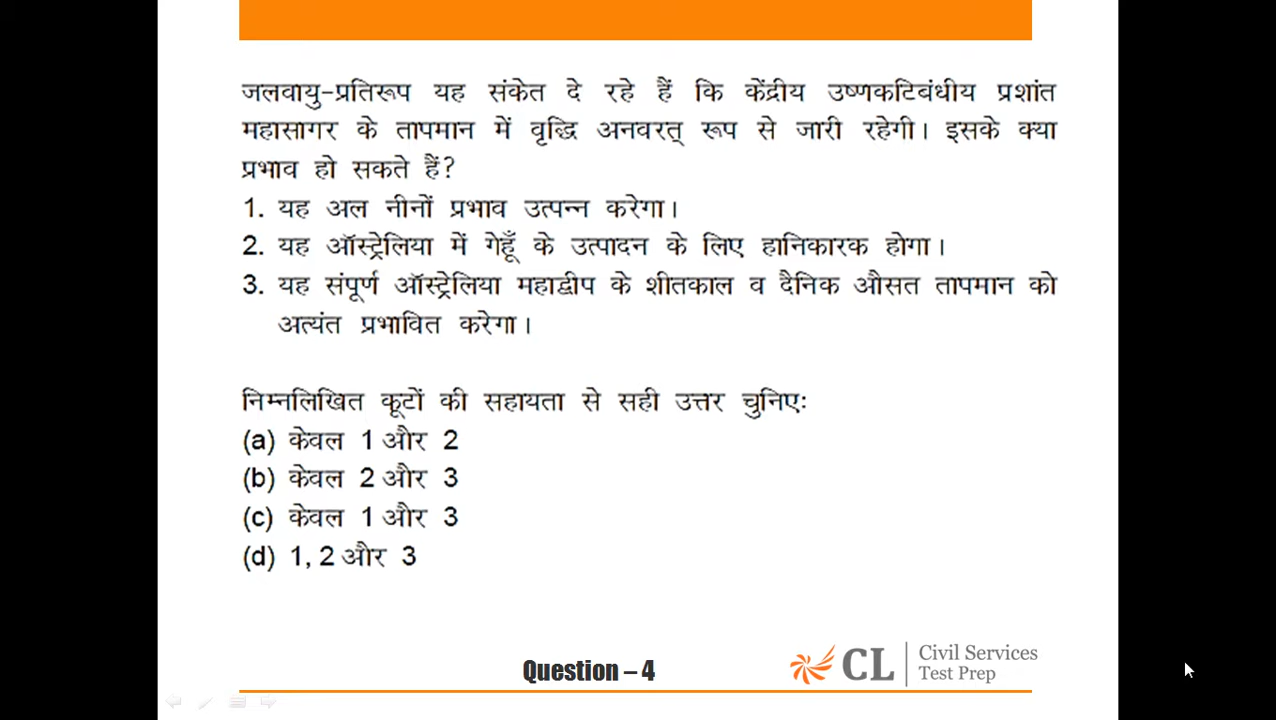 जलवायु-प्रतिरूप यह संकेत दे रहे हैं कि केंद्रीय उष्णकटिबंधीय प्रशांत
महासागर के तापमान में वृद्धि अनवरत् रूप से जारी रहेगी। इसके क्या
प्रभाव हो सकते हैं?
1. यह अल नीनों प्रभाव उत्पन्न करेगा।
2. यह ऑस्ट्रेलिया में गेहूँ के उत्पादन के लिए हानिकारक होगा।
3. यह संपूर्ण ऑस्ट्रेलिया महाद्वीप के शीतकाल व दैनिक औसत तापमान को
अत्यंत प्रभावित करेगा।
निम्नलिखित कूटों की सहायता से सही उत्तर चुनिए:
(a) केवल 1 और 2
(b) केवल 2 और 3
(c) केवल 1 और 3
(d) 1, 2 और 3
Question – 4
CL Civil Services
Test Prep